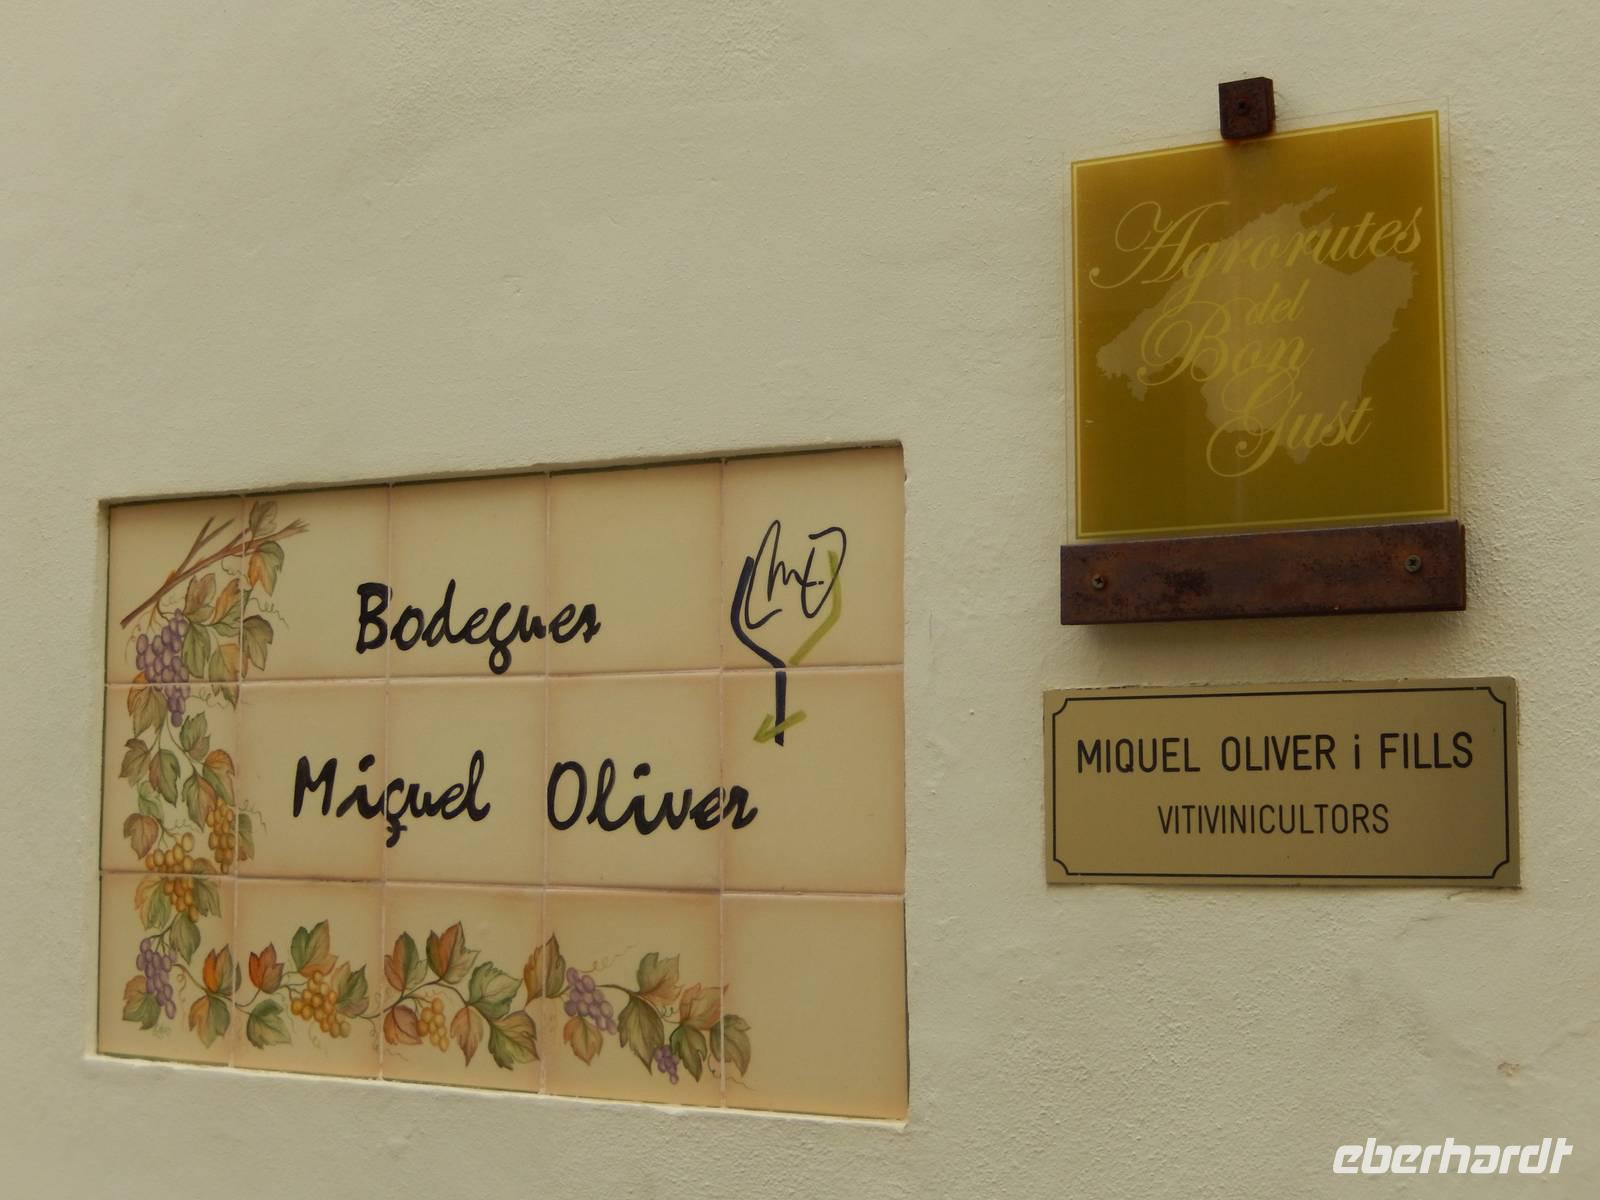 Bodegues
Miquel Oliver
Agrorutes
del
Bon
Gust
MIQUEL OLIVER i FILLS
VITIVINICULTORS
eberhardt